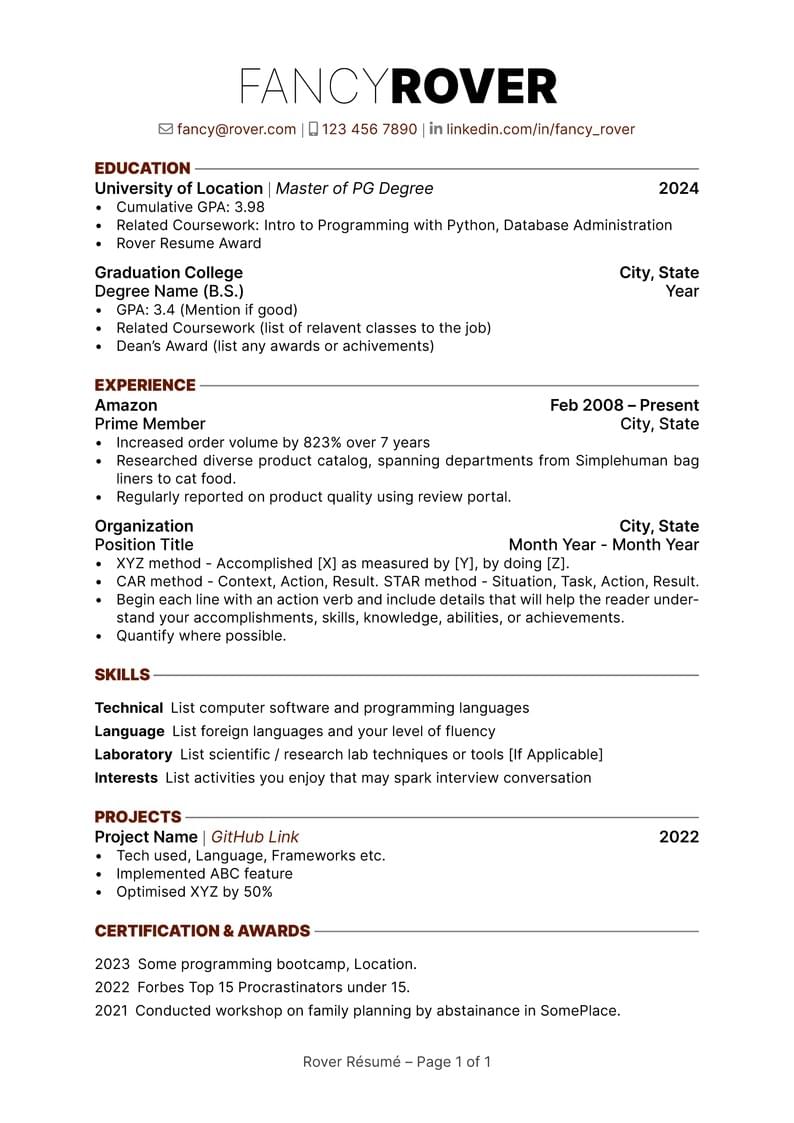 FANCYROVER
fancy@rover.com | 123 456 7890 | in linkedin.com/in/fancy_rover
EDUCATION
University of Location | Master of PG Degree 2024
• Cumulative GPA: 3.98
• Related Coursework: Intro to Programming with Python, Database Administration
• Rover Resume Award
Graduation College City, State
Degree Name (B.S.) Year
• GPA: 3.4 (Mention if good)
• Related Coursework (list of relavent classes to the job)
• Dean’s Award (list any awards or achivements)
EXPERIENCE
Amazon Feb 2008 – Present
Prime Member City, State
• Increased order volume by 823% over 7 years
• Researched diverse product catalog, spanning departments from Simplehuman bag
liners to cat food.
• Regularly reported on product quality using review portal.
Organization City, State
Position Title Month Year - Month Year
• XYZ method - Accomplished [X] as measured by [Y], by doing [Z].
• CAR method - Context, Action, Result. STAR method - Situation, Task, Action, Result.
• Begin each line with an action verb and include details that will help the reader under-
stand your accomplishments, skills, knowledge, abilities, or achievements.
• Quantify where possible.
SKILLS
Technical List computer software and programming languages
Language List foreign languages and your level of fluency
Laboratory List scientific / research lab techniques or tools [If Applicable]
Interests List activities you enjoy that may spark interview conversation
PROJECTS
Project Name | GitHub Link 2022
• Tech used, Language, Frameworks etc.
• Implemented ABC feature
• Optimised XYZ by 50%
CERTIFICATION & AWARDS
2023 Some programming bootcamp, Location.
2022 Forbes Top 15 Procrastinators under 15.
2021 Conducted workshop on family planning by abstainance in SomePlace.
Rover Résumé – Page 1 of 1